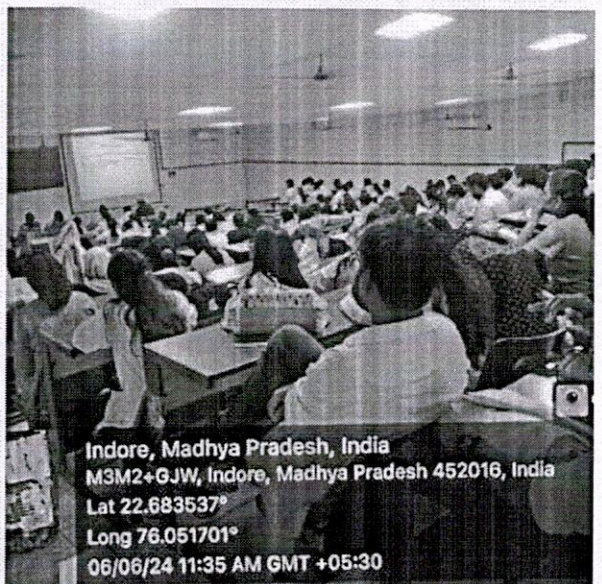 Indore, Madhya Pradesh, India
M3M2+GJW, Indore, Madhya Pradesh 452016, India
Lat 22.683537°
Long 76.051701°
06/06/24 11:35 AM GMT +05:30